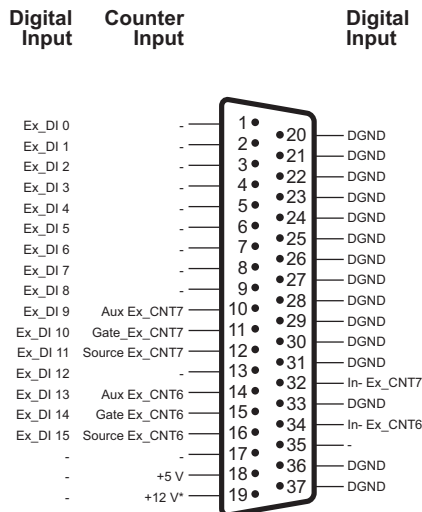 Digital Input Counter Input Digital Input
Ex_DI 0 - 1 20 DGND
Ex_DI 1 - 2 21 DGND
Ex_DI 2 - 3 22 DGND
Ex_DI 3 - 4 23 DGND
Ex_DI 4 - 5 24 DGND
Ex_DI 5 - 6 25 DGND
Ex_DI 6 - 7 26 DGND
Ex_DI 7 - 8 27 DGND
Ex_DI 8 - 9 28 DGND
Ex_DI 9 Aux Ex_CNT7 10 29 DGND
Ex_DI 10 Gate_Ex_CNT7 11 30 DGND
Ex_DI 11 Source Ex_CNT7 12 31 DGND
Ex_DI 12 - 13 32 In- Ex_CNT7
Ex_DI 13 Aux Ex_CNT6 14 33 DGND
Ex_DI 14 Gate Ex_CNT6 15 34 In- Ex_CNT6
Ex_DI 15 Source Ex_CNT6 16 35 -
- - 17 36 DGND
- +5 V 18 37 DGND
- +12 V* 19